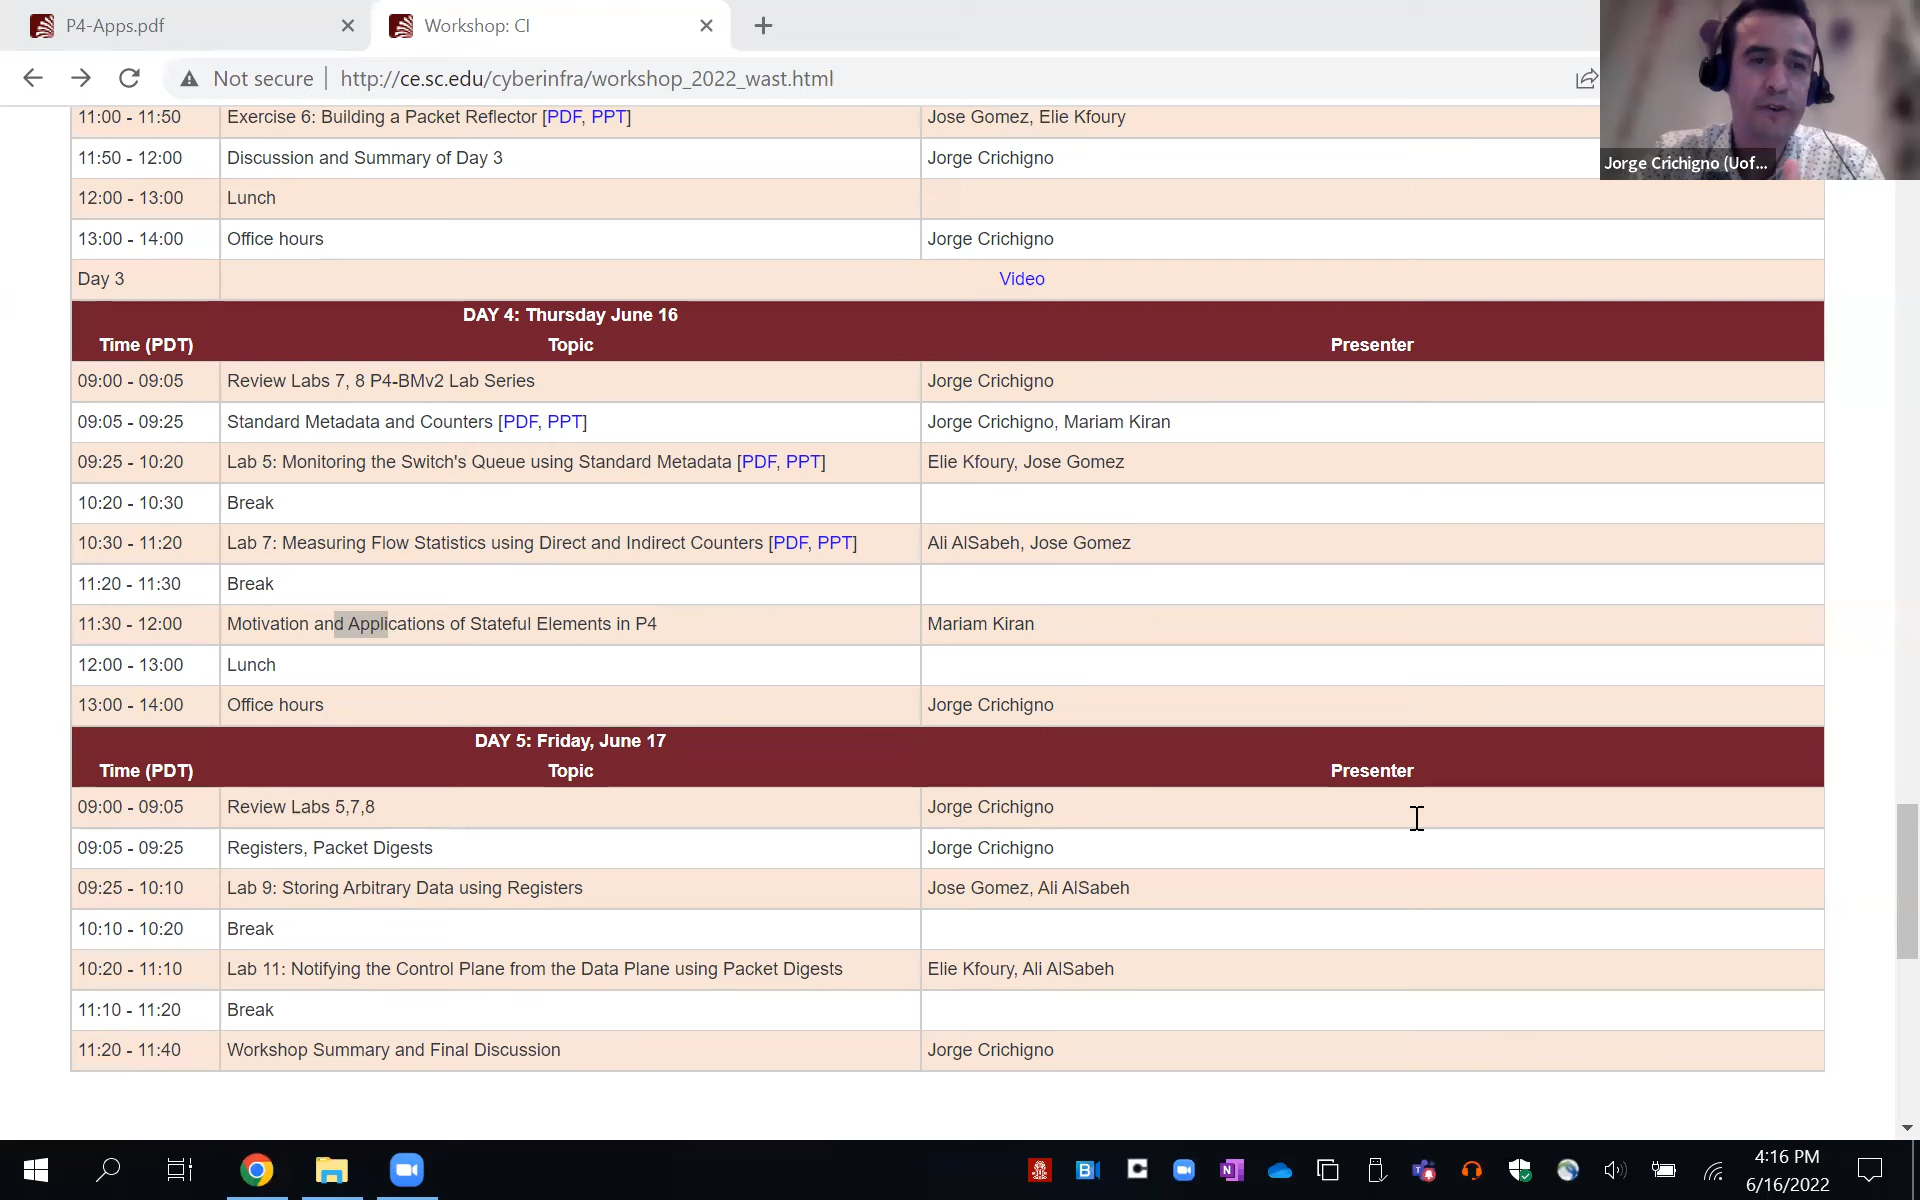 P4-Apps.pdf
Workshop: CI
Not secure
http://ce.sc.edu/cyberinfra/workshop_2022_wast.html
Jorge Crichigno (Uof...
11:00 - 11:50 Exercise 6: Building a Packet Reflector [PDF, PPT] Jose Gomez, Elie Kfoury
11:50 - 12:00 Discussion and Summary of Day 3 Jorge Crichigno
12:00 - 13:00 Lunch
13:00 - 14:00 Office hours Jorge Crichigno
Day 3 Video
DAY 4: Thursday June 16
Time (PDT) Topic Presenter
09:00 - 09:05 Review Labs 7, 8 P4-BMv2 Lab Series Jorge Crichigno
09:05 - 09:25 Standard Metadata and Counters [PDF, PPT] Jorge Crichigno, Mariam Kiran
09:25 - 10:20 Lab 5: Monitoring the Switch's Queue using Standard Metadata [PDF, PPT] Elie Kfoury, Jose Gomez
10:20 - 10:30 Break
10:30 - 11:20 Lab 7: Measuring Flow Statistics using Direct and Indirect Counters [PDF, PPT] Ali AlSabeh, Jose Gomez
11:20 - 11:30 Break
11:30 - 12:00 Motivation and Applications of Stateful Elements in P4 Mariam Kiran
12:00 - 13:00 Lunch
13:00 - 14:00 Office hours Jorge Crichigno
DAY 5: Friday, June 17
Time (PDT) Topic Presenter
09:00 - 09:05 Review Labs 5,7,8 Jorge Crichigno
09:05 - 09:25 Registers, Packet Digests Jorge Crichigno
09:25 - 10:10 Lab 9: Storing Arbitrary Data using Registers Jose Gomez, Ali AlSabeh
10:10 - 10:20 Break
10:20 - 11:10 Lab 11: Notifying the Control Plane from the Data Plane using Packet Digests Elie Kfoury, Ali AlSabeh
11:10 - 11:20 Break
11:20 - 11:40 Workshop Summary and Final Discussion Jorge Crichigno
4:16 PM
6/16/2022